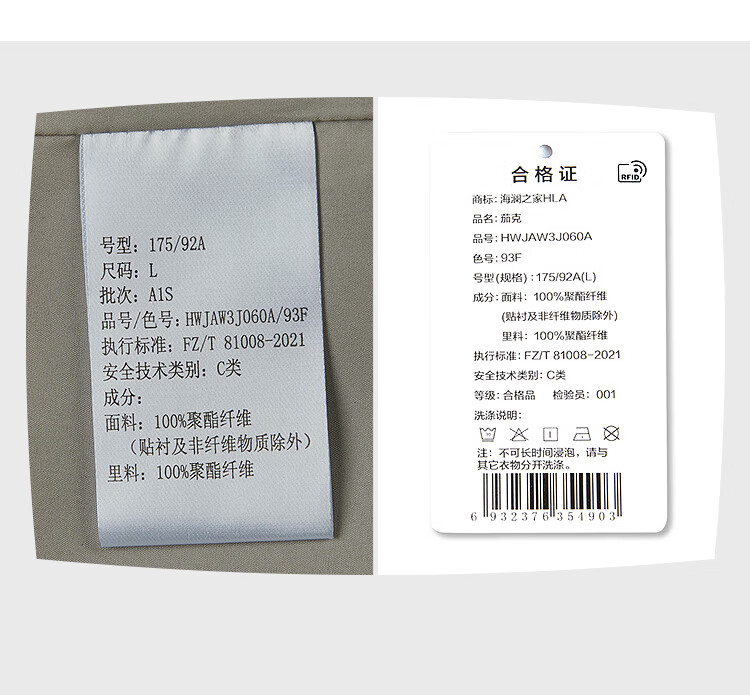 号型: 175/92A
尺码: L
批次: A1S
品号/色号: HWJAW3J060A/93F
执行标准: FZ/T 81008-2021
安全技术类别: C类
成分:
面料: 100%聚酯纤维
（贴衬及非纤维物质除外）
里料: 100%聚酯纤维
合格证
RFID
商标: 海澜之家HLA
品名: 茄克
品号: HWJAW3J060A
色号: 93F
号型(规格): 175/92A(L)
成分: 面料: 100%聚酯纤维
(贴衬及非纤维物质除外)
里料: 100%聚酯纤维
执行标准: FZ/T 81008-2021
安全技术类别: C类
等级: 合格品 检验员: 001
洗涤说明:
注: 不可长时间浸泡，请与
其它衣物分开洗涤。
6 932376 354903